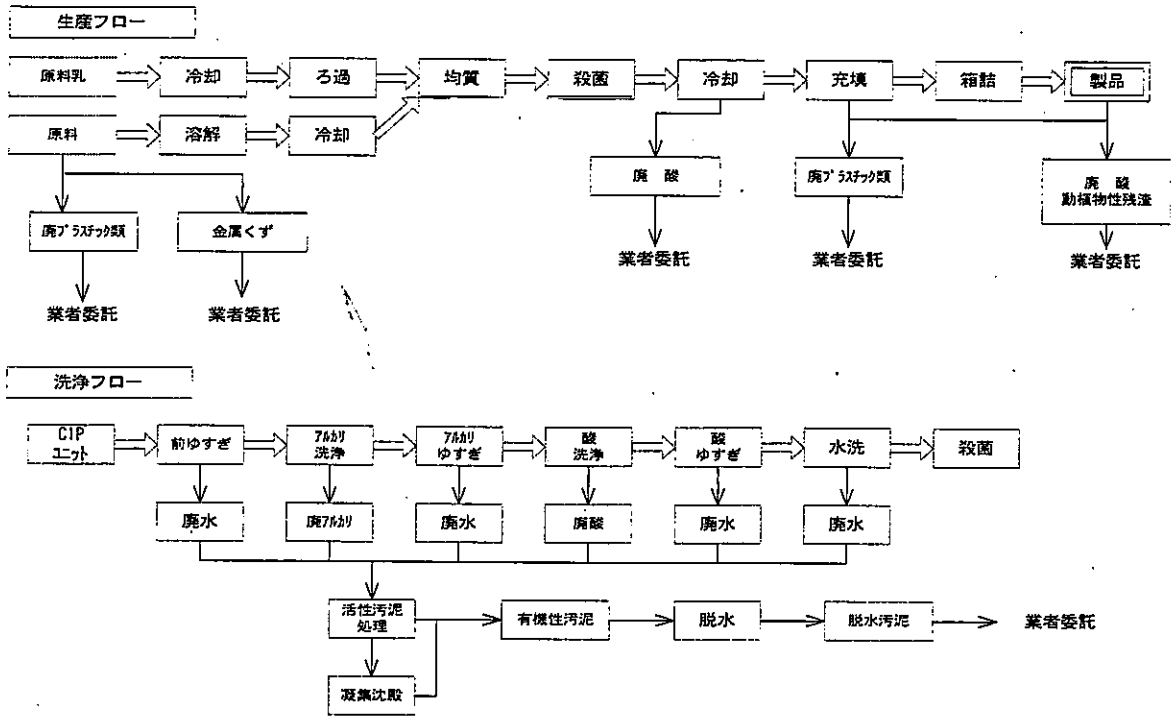 生産フロー
原料乳
冷却
ろ過
均質
殺菌
冷却
充填
箱詰
製品
原料
溶解
冷却
廃酸
廃プラスチック類
廃酸
動植物性残渣
廃プラスチック類
金属くず
業者委託
業者委託
業者委託
業者委託
業者委託
洗浄フロー
CIP
ユニット
前ゆすぎ
アルカリ
洗浄
アルカリ
ゆすぎ
酸
洗浄
酸
ゆすぎ
水洗
殺菌
廃水
廃アルカリ
廃水
廃酸
廃水
廃水
活性汚泥
処理
有機性汚泥
脱水
脱水汚泥
業者委託
凝集沈殿